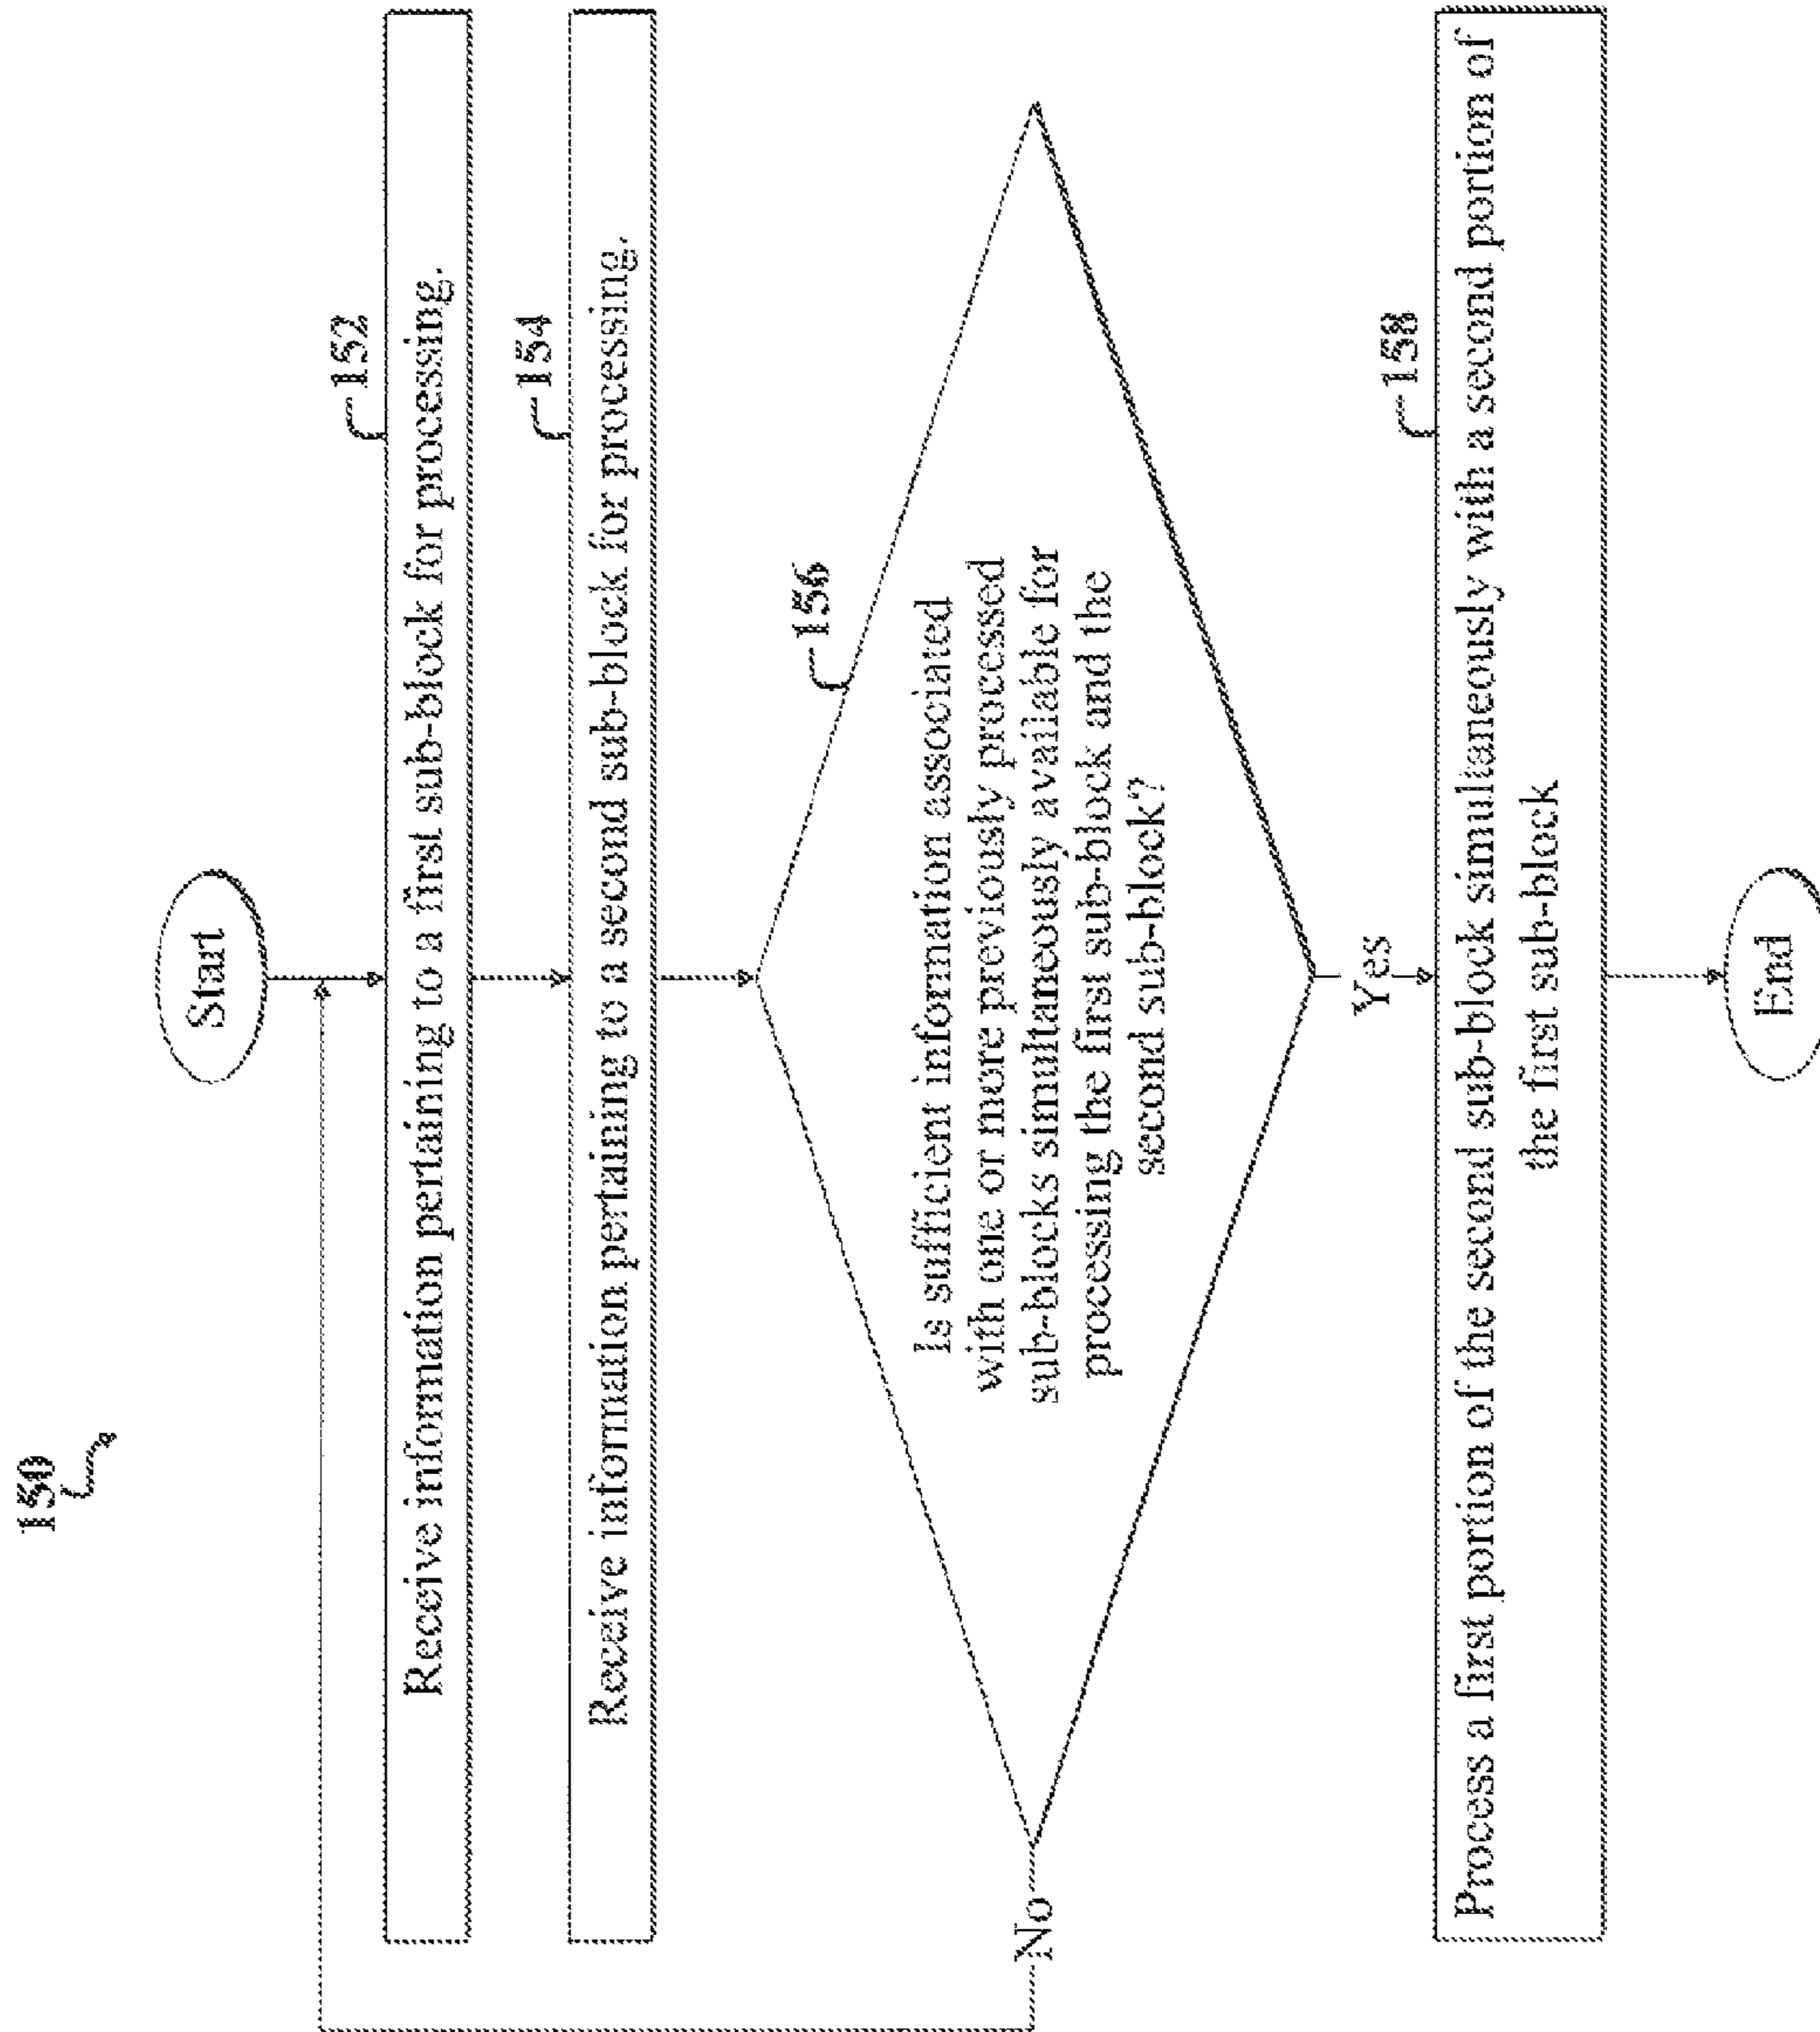 150
Start
152
Receive information pertaining to a first sub-block for processing.
154
Receive information pertaining to a second sub-block for processing.
156
Is sufficient information associated
with one or more previously processed
sub-blocks simultaneously available for
processing the first sub-block and the
second sub-block?
No
Yes
158
Process a first portion of the second sub-block simultaneously with a second portion of
the first sub-block
End